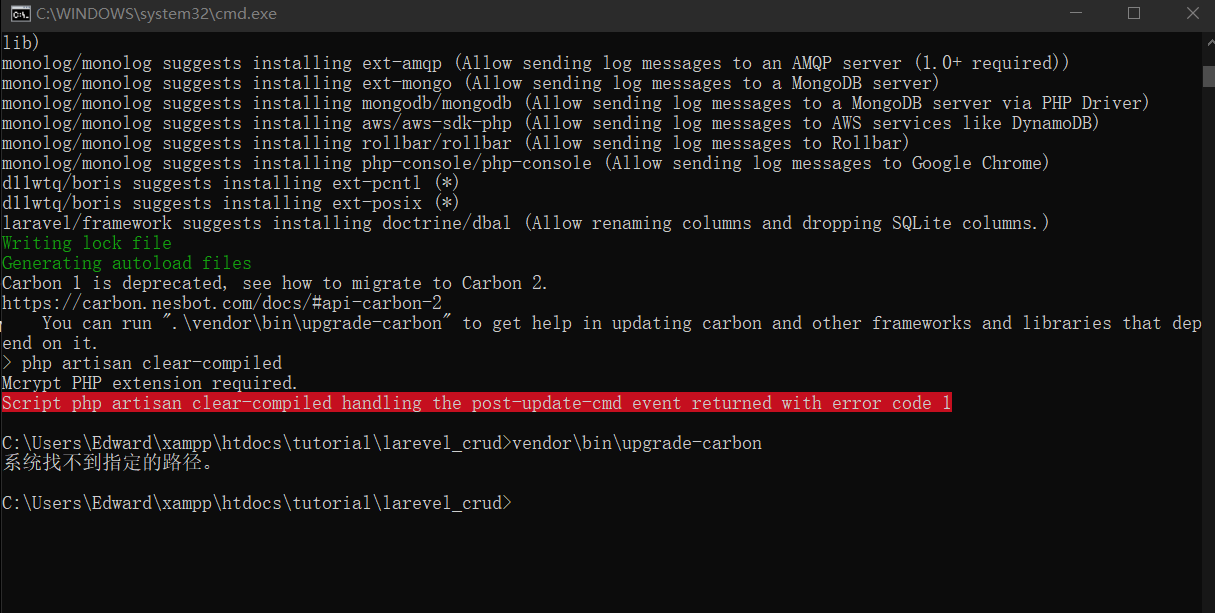 C:\WINDOWS\system32\cmd.exe
lib)
monolog/monolog suggests installing ext-amqp (Allow sending log messages to an AMQP server (1.0+ required))
monolog/monolog suggests installing ext-mongo (Allow sending log messages to a MongoDB server)
monolog/monolog suggests installing mongodb/mongodb (Allow sending log messages to a MongoDB server via PHP Driver)
monolog/monolog suggests installing aws/aws-sdk-php (Allow sending log messages to AWS services like DynamoDB)
monolog/monolog suggests installing rollbar/rollbar (Allow sending log messages to Rollbar)
monolog/monolog suggests installing php-console/php-console (Allow sending log messages to Google Chrome)
dllwtq/boris suggests installing ext-pcntl (*)
dllwtq/boris suggests installing ext-posix (*)
laravel/framework suggests installing doctrine/dbal (Allow renaming columns and dropping SQLite columns.)
Writing lock file
Generating autoload files
Carbon 1 is deprecated, see how to migrate to Carbon 2.
https://carbon.nesbot.com/docs/#api-carbon-2
You can run ".\vendor\bin\upgrade-carbon" to get help in updating carbon and other frameworks and libraries that dep
end on it.
> php artisan clear-compiled
Mcrypt PHP extension required.
Script php artisan clear-compiled handling the post-update-cmd event returned with error code 1
C:\Users\Edward\xampp\htdocs\tutorial\larevel_crud>vendor\bin\upgrade-carbon
系统找不到指定的路径。
C:\Users\Edward\xampp\htdocs\tutorial\larevel_crud>